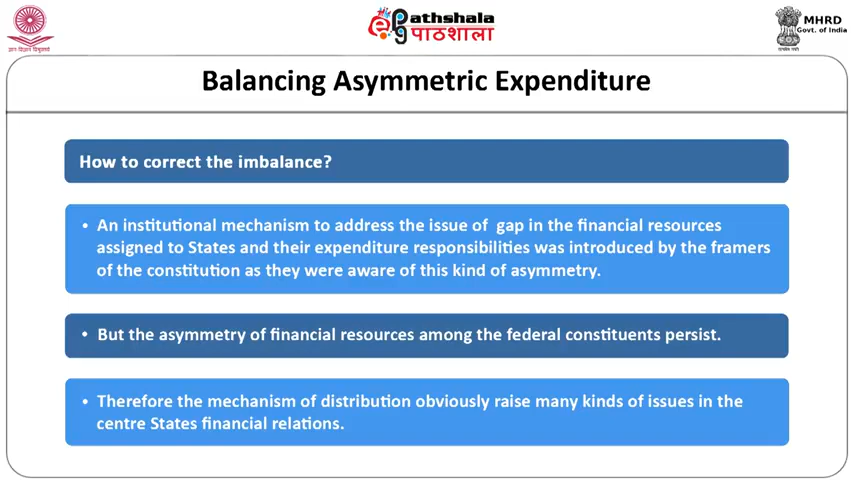 Pathshala
पाठशाला
MHRD
Govt. of India
Balancing Asymmetric Expenditure
How to correct the imbalance?
• An institutional mechanism to address the issue of gap in the financial resources
assigned to States and their expenditure responsibilities was introduced by the framers
of the constitution as they were aware of this kind of asymmetry.
• But the asymmetry of financial resources among the federal constituents persist.
• Therefore the mechanism of distribution obviously raise many kinds of issues in the
centre States financial relations.